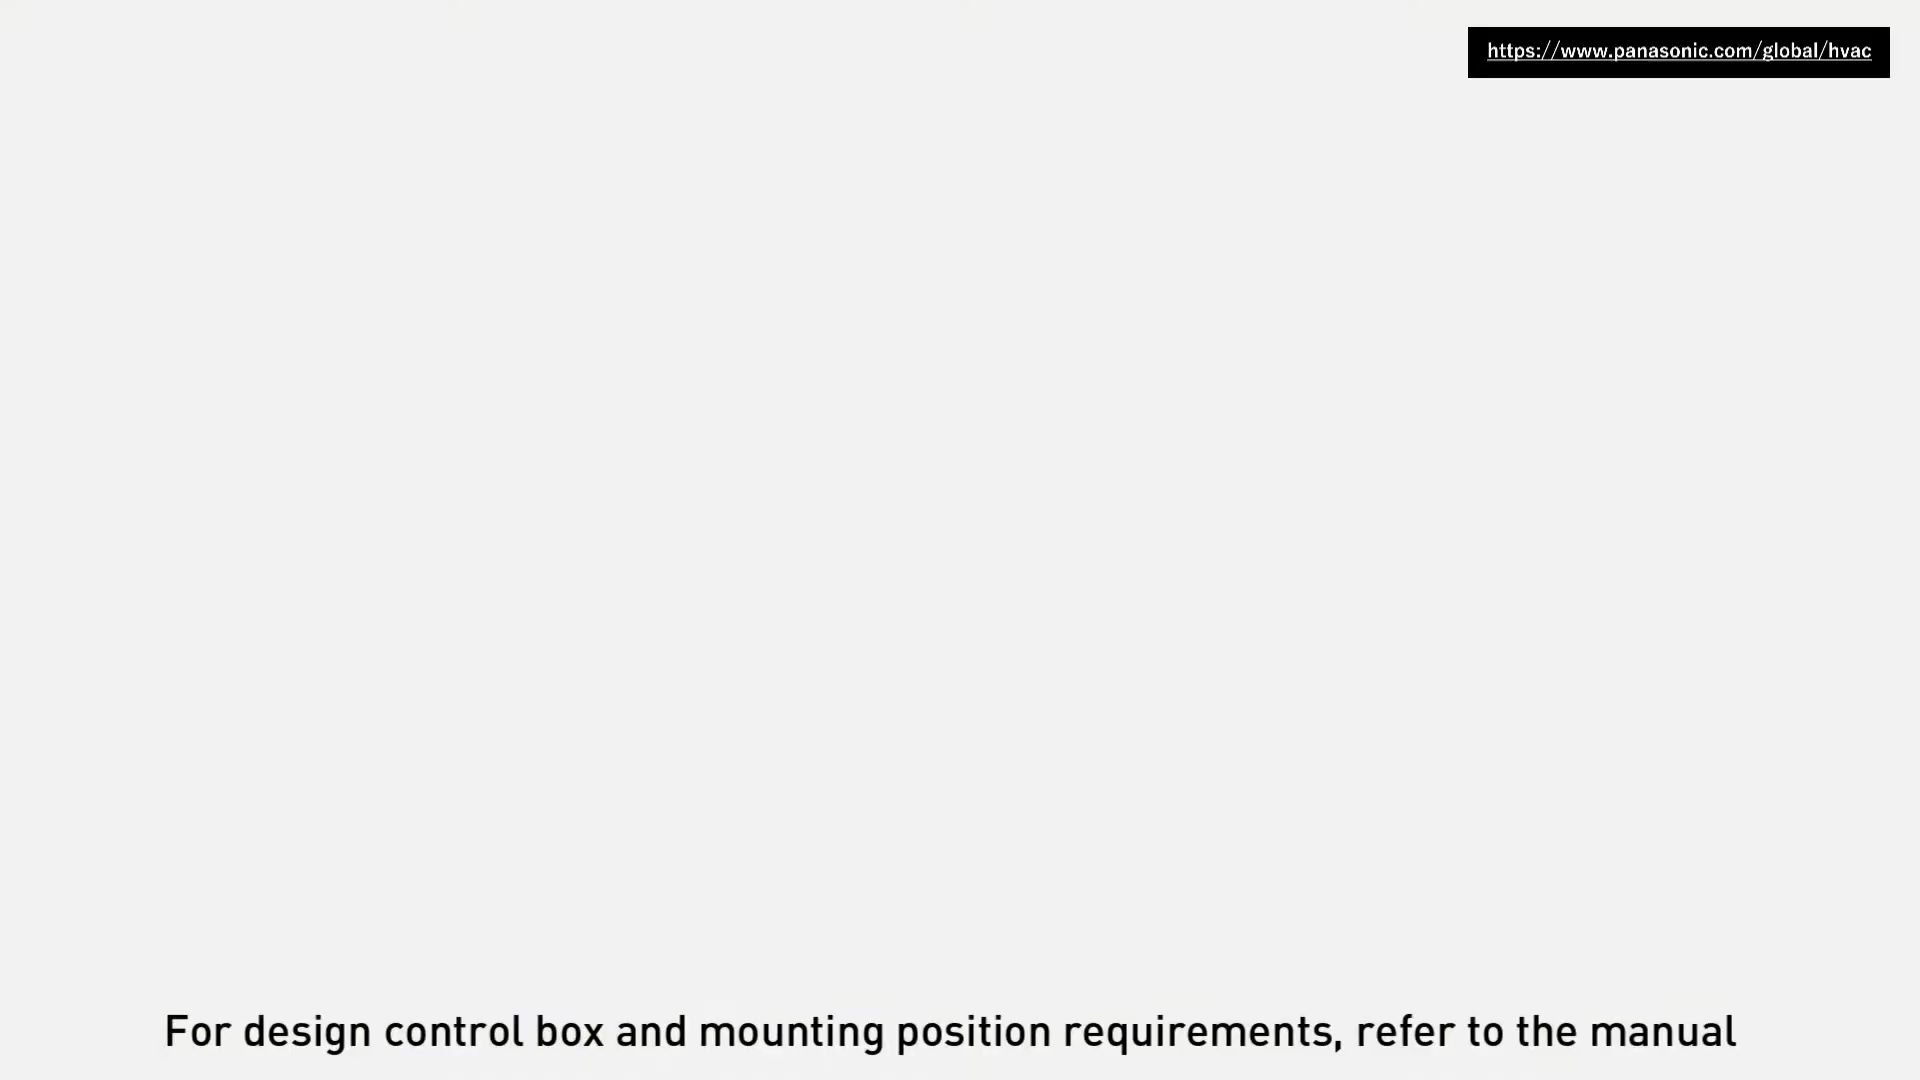 https://www.panasonic.com/global/hvac
For design control box and mounting position requirements, refer to the manual